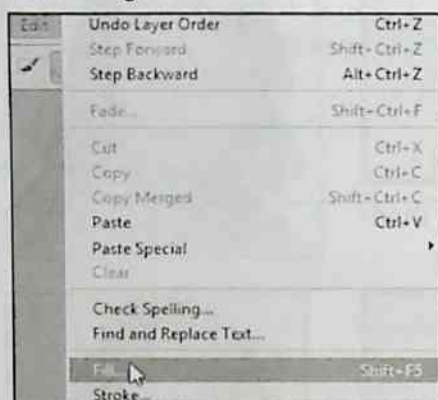 Edit
Undo Layer Order Ctrl+Z
Step Forward Shift+Ctrl+Z
Step Backward Alt+Ctrl+Z
Fade... Shift+Ctrl+F
Cut Ctrl+X
Copy Ctrl+C
Copy Merged Shift+Ctrl+C
Paste Ctrl+V
Paste Special
Clear
Check Spelling...
Find and Replace Text...
Fill... Shift+F5
Stroke...